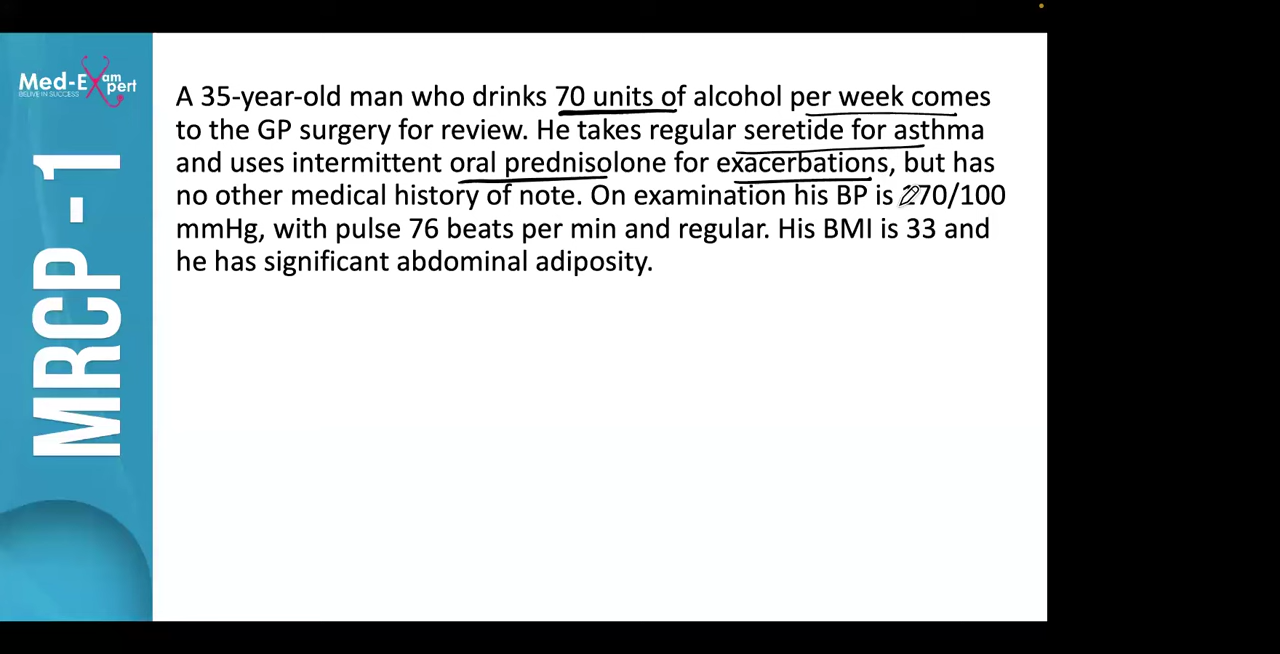 Med-Exam
pert
BELIVE IN SUCCESS
MRCP -1
A 35-year-old man who drinks 70 units of alcohol per week comes
to the GP surgery for review. He takes regular seretide for asthma
and uses intermittent oral prednisolone for exacerbations, but has
no other medical history of note. On examination his BP is 70/100
mmHg, with pulse 76 beats per min and regular. His BMI is 33 and
he has significant abdominal adiposity.